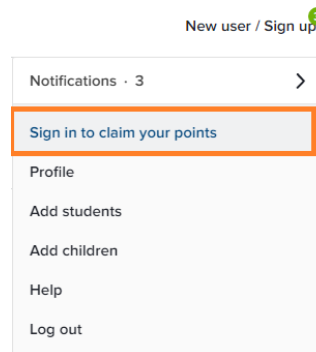 New user / Sign up
Notifications · 3
Sign in to claim your points
Profile
Add students
Add children
Help
Log out